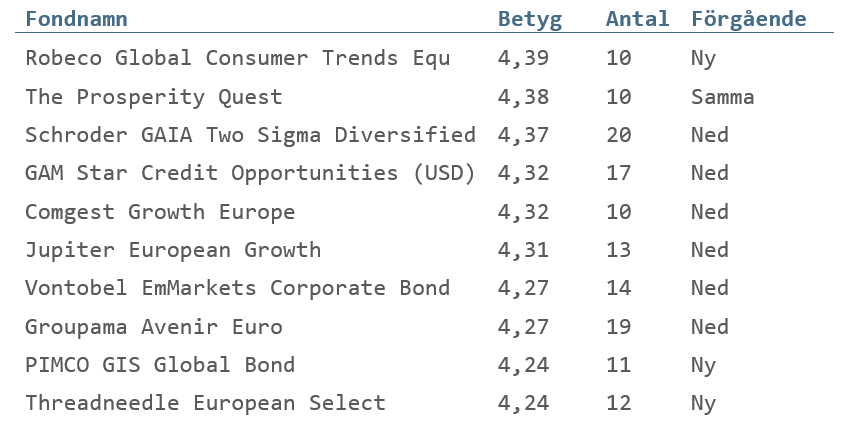 Fondnamn Betyg Antal Förgående
Robeco Global Consumer Trends Equ 4,39 10 Ny
The Prosperity Quest 4,38 10 Samma
Schroder GAIA Two Sigma Diversified 4,37 20 Ned
GAM Star Credit Opportunities (USD) 4,32 17 Ned
Comgest Growth Europe 4,32 10 Ned
Jupiter European Growth 4,31 13 Ned
Vontobel EmMarkets Corporate Bond 4,27 14 Ned
Groupama Avenir Euro 4,27 19 Ned
PIMCO GIS Global Bond 4,24 11 Ny
Threadneedle European Select 4,24 12 Ny